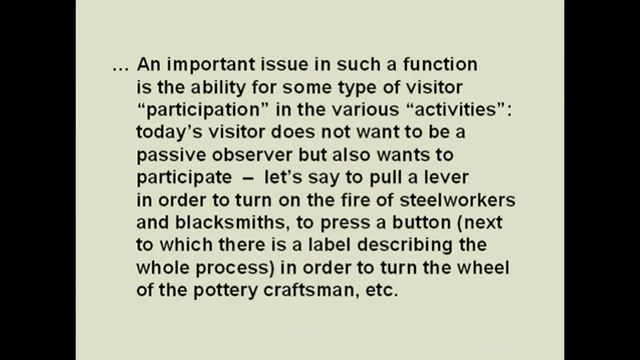 … An important issue in such a function
is the ability for some type of visitor
“participation” in the various “activities”:
today’s visitor does not want to be a
passive observer but also wants to
participate – let’s say to pull a lever
in order to turn on the fire of steelworkers
and blacksmiths, to press a button (next
to which there is a label describing the
whole process) in order to turn the wheel
of the pottery craftsman, etc.